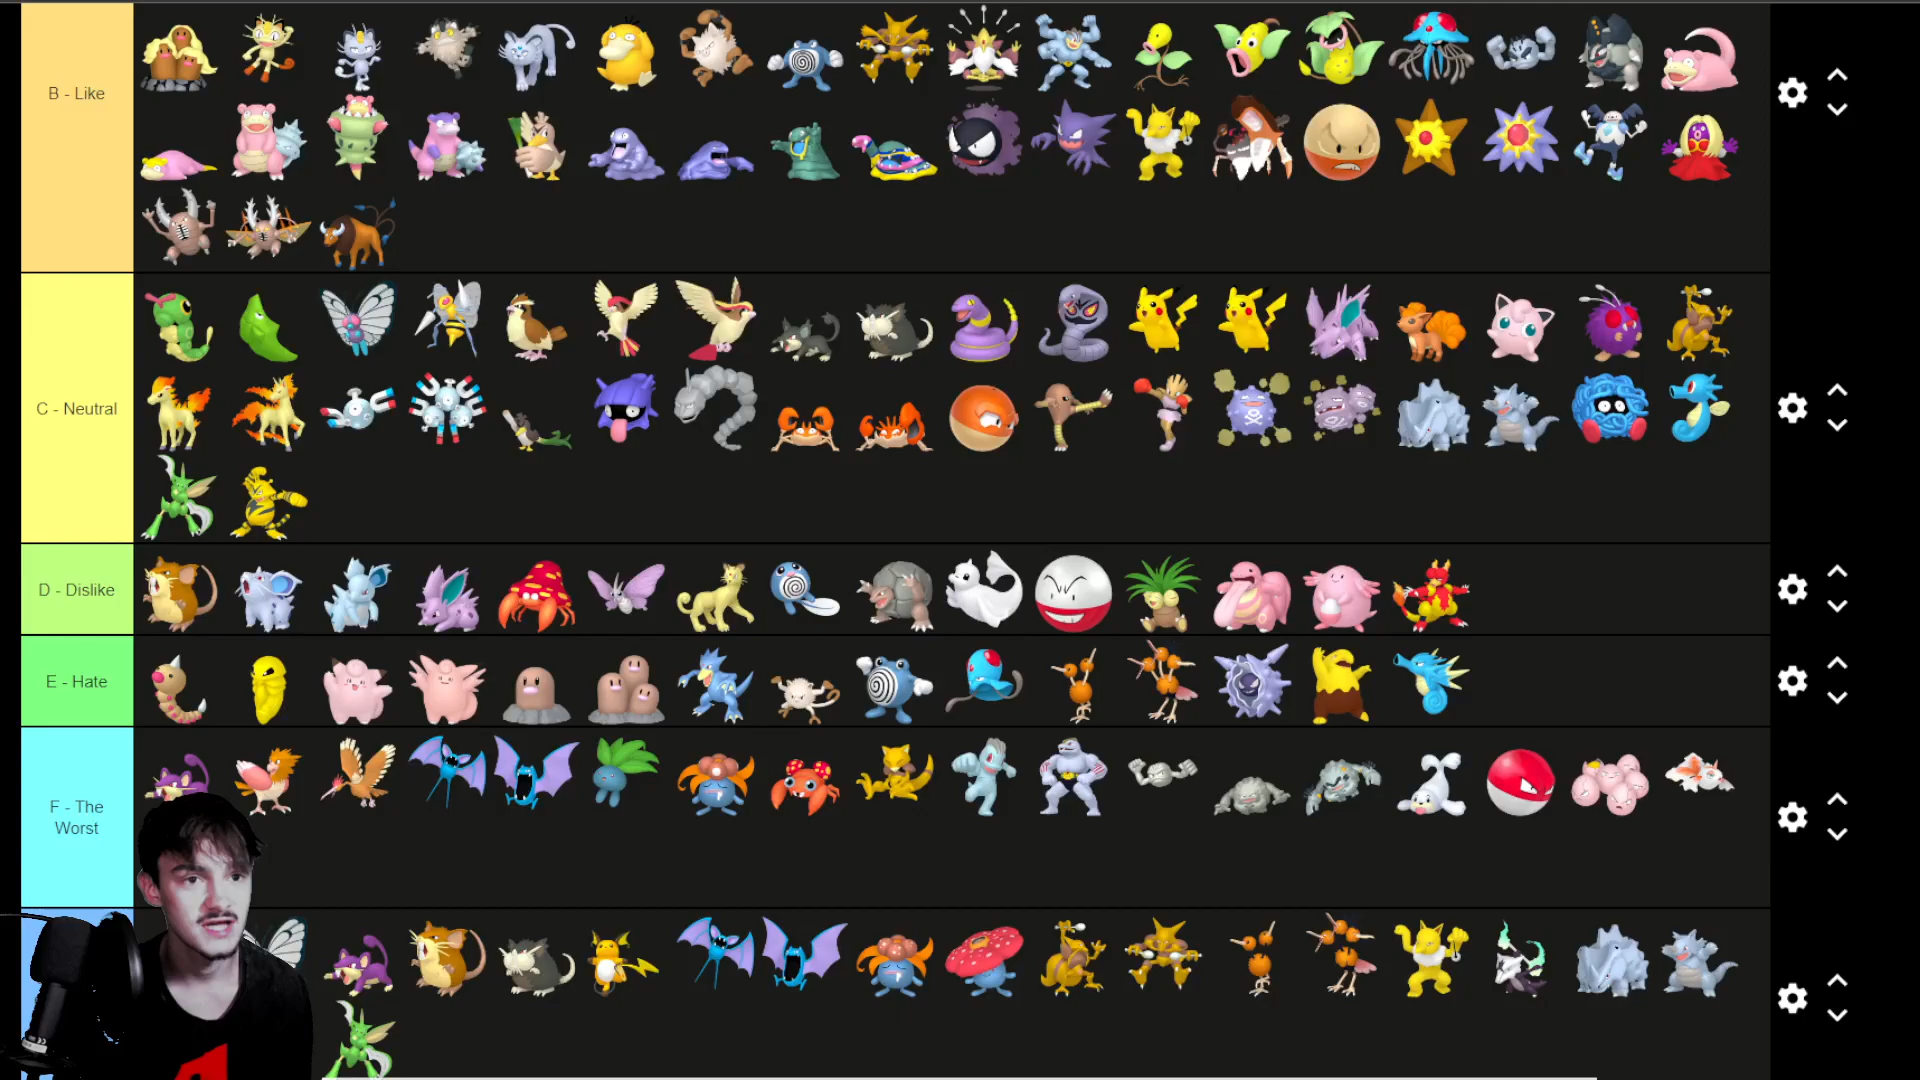 B - Like
C - Neutral
D - Dislike
E - Hate
F - The
Worst